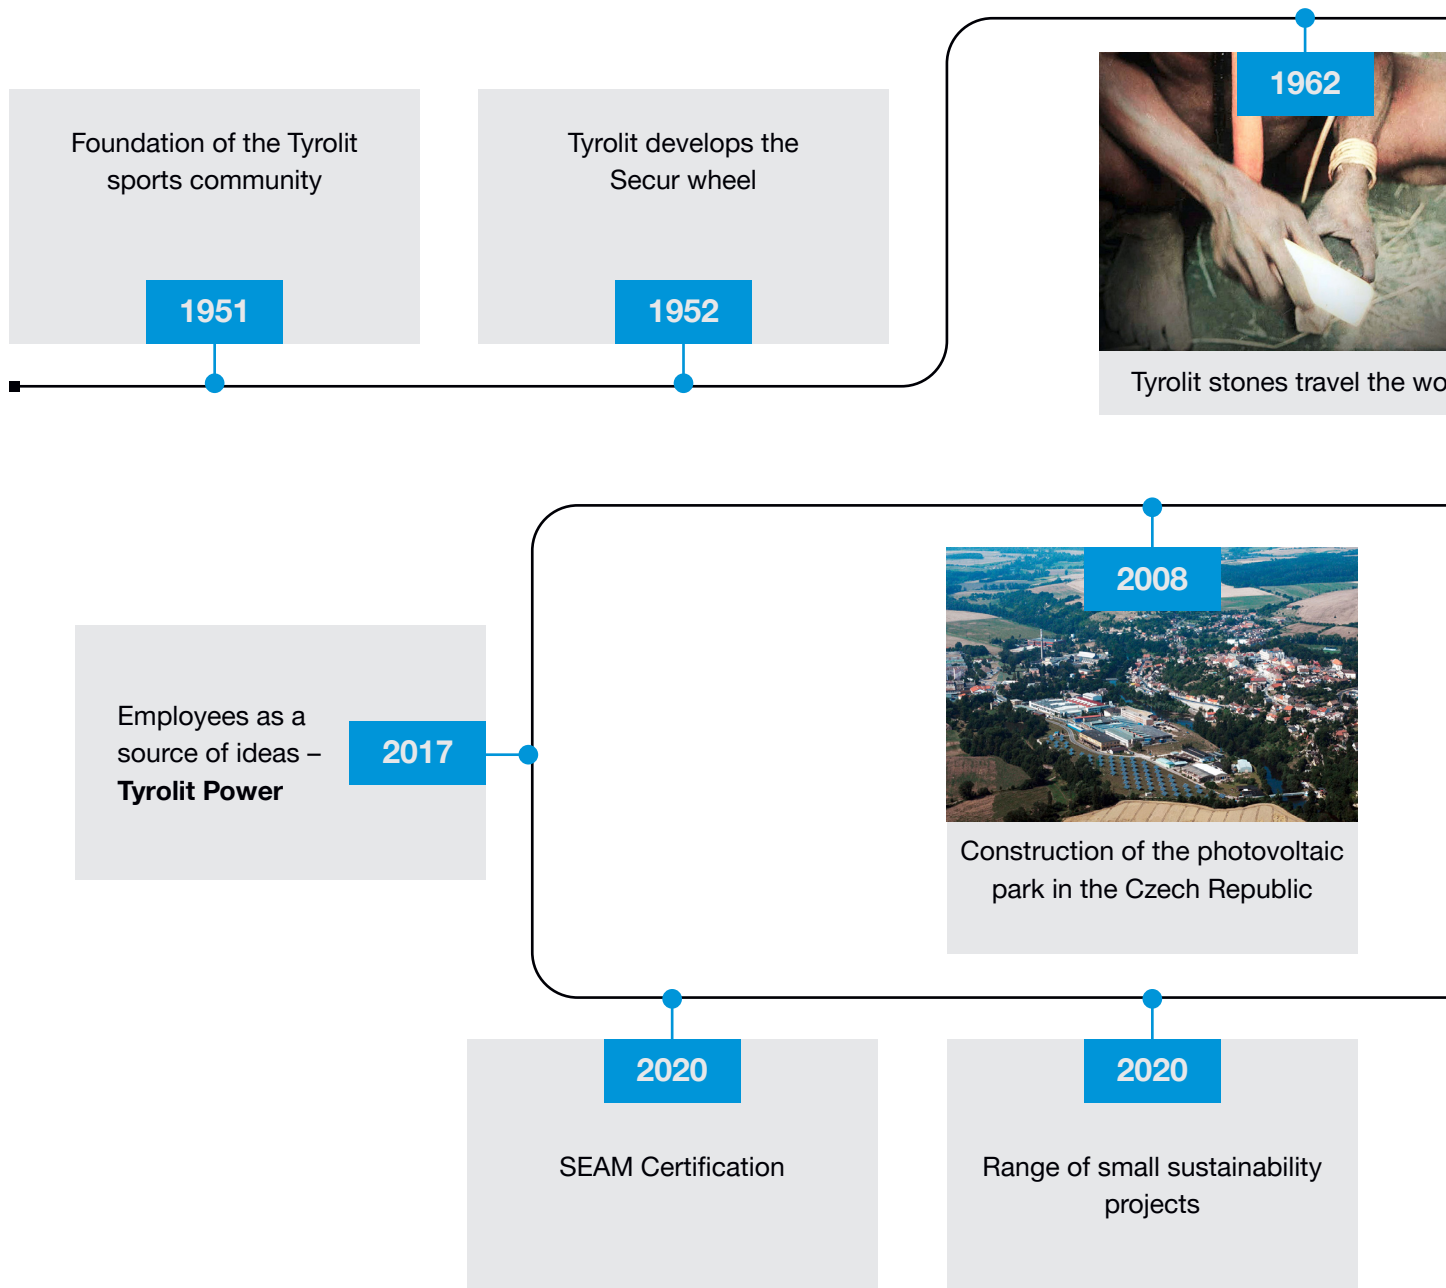 Foundation of the Tyrolit
sports community
1951
Tyrolit develops the
Secur wheel
1952
1962
Tyrolit stones travel the
2008
Construction of the photovoltaic
park in the Czech Republic
Employees as a
source of ideas –
Tyrolit Power
2017
2020
SEAM Certification
2020
Range of small sustainability
projects